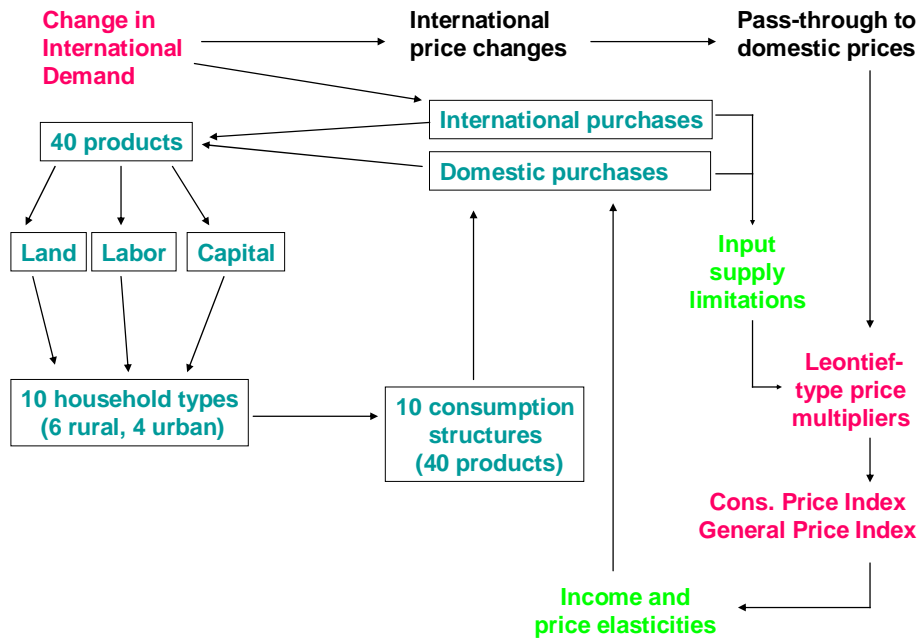 Change in
International
Demand
International
price changes
Pass-through to
domestic prices
International purchases
40 products
Domestic purchases
Land
Labor
Capital
Input
supply
limitations
Leontief-
type price
multipliers
10 household types
(6 rural, 4 urban)
10 consumption
structures
(40 products)
Cons. Price Index
General Price Index
Income and
price elasticities